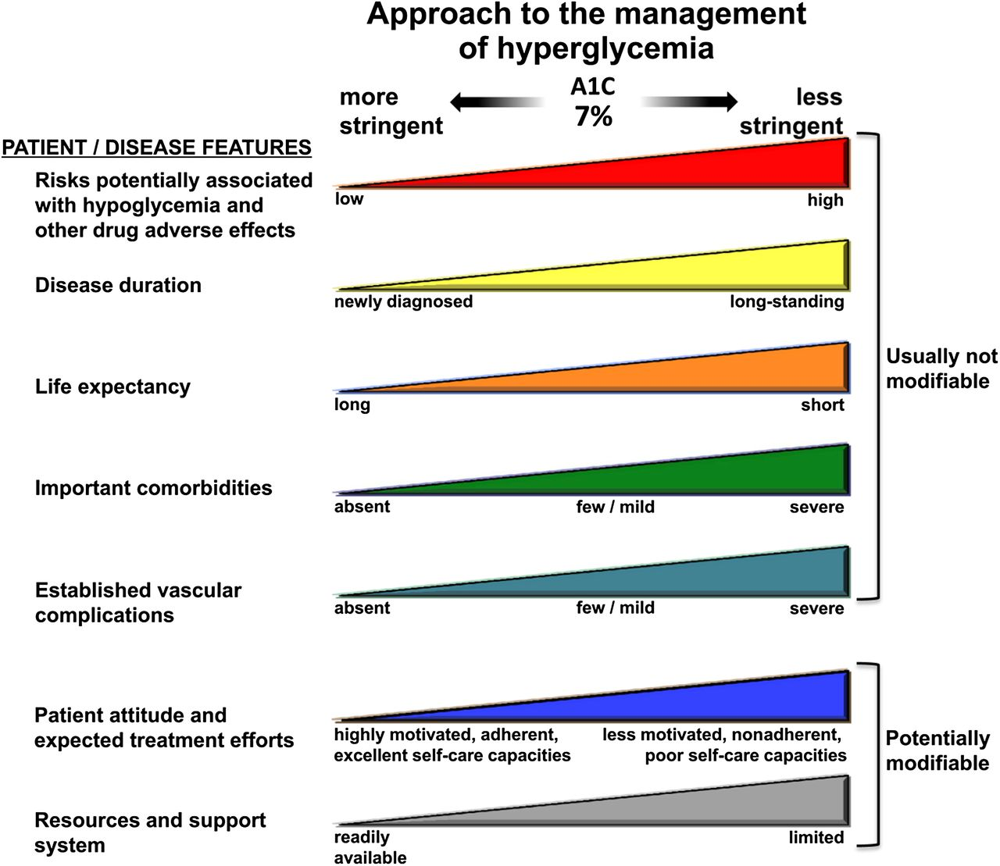 Approach to the management
of hyperglycemia
more
stringent
A1C
7%
less
stringent
PATIENT / DISEASE FEATURES
Risks potentially associated
with hypoglycemia and
other drug adverse effects
low
high
Disease duration
newly diagnosed
long-standing
Usually not
modifiable
Life expectancy
long
short
Important comorbidities
absent
few / mild
severe
Established vascular
complications
absent
few / mild
severe
Patient attitude and
expected treatment efforts
highly motivated, adherent,
excellent self-care capacities
less motivated, nonadherent,
poor self-care capacities
Potentially
modifiable
Resources and support
system
readily
available
limited